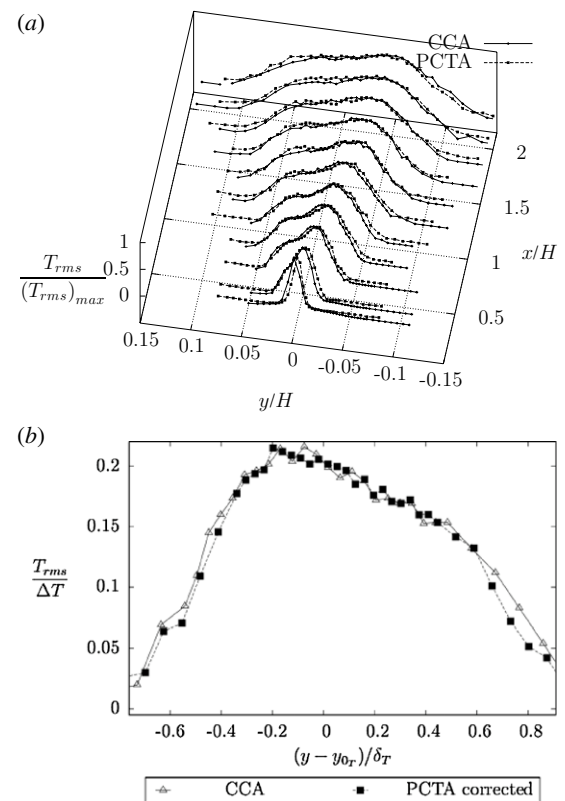 (a)
CCA
PCTA
2
1.5
1
0.5
x/H
1
0.5
0
T_rms
(T_rms)_max
0.15
0.1
0.05
0
-0.05
-0.1
-0.15
y/H
(b)
0.2
0.15
0.1
0.05
0
T_rms
ΔT
-0.6
-0.4
-0.2
0
0.2
0.4
0.6
0.8
(y − y_0_T)/δ_T
CCA
PCTA corrected